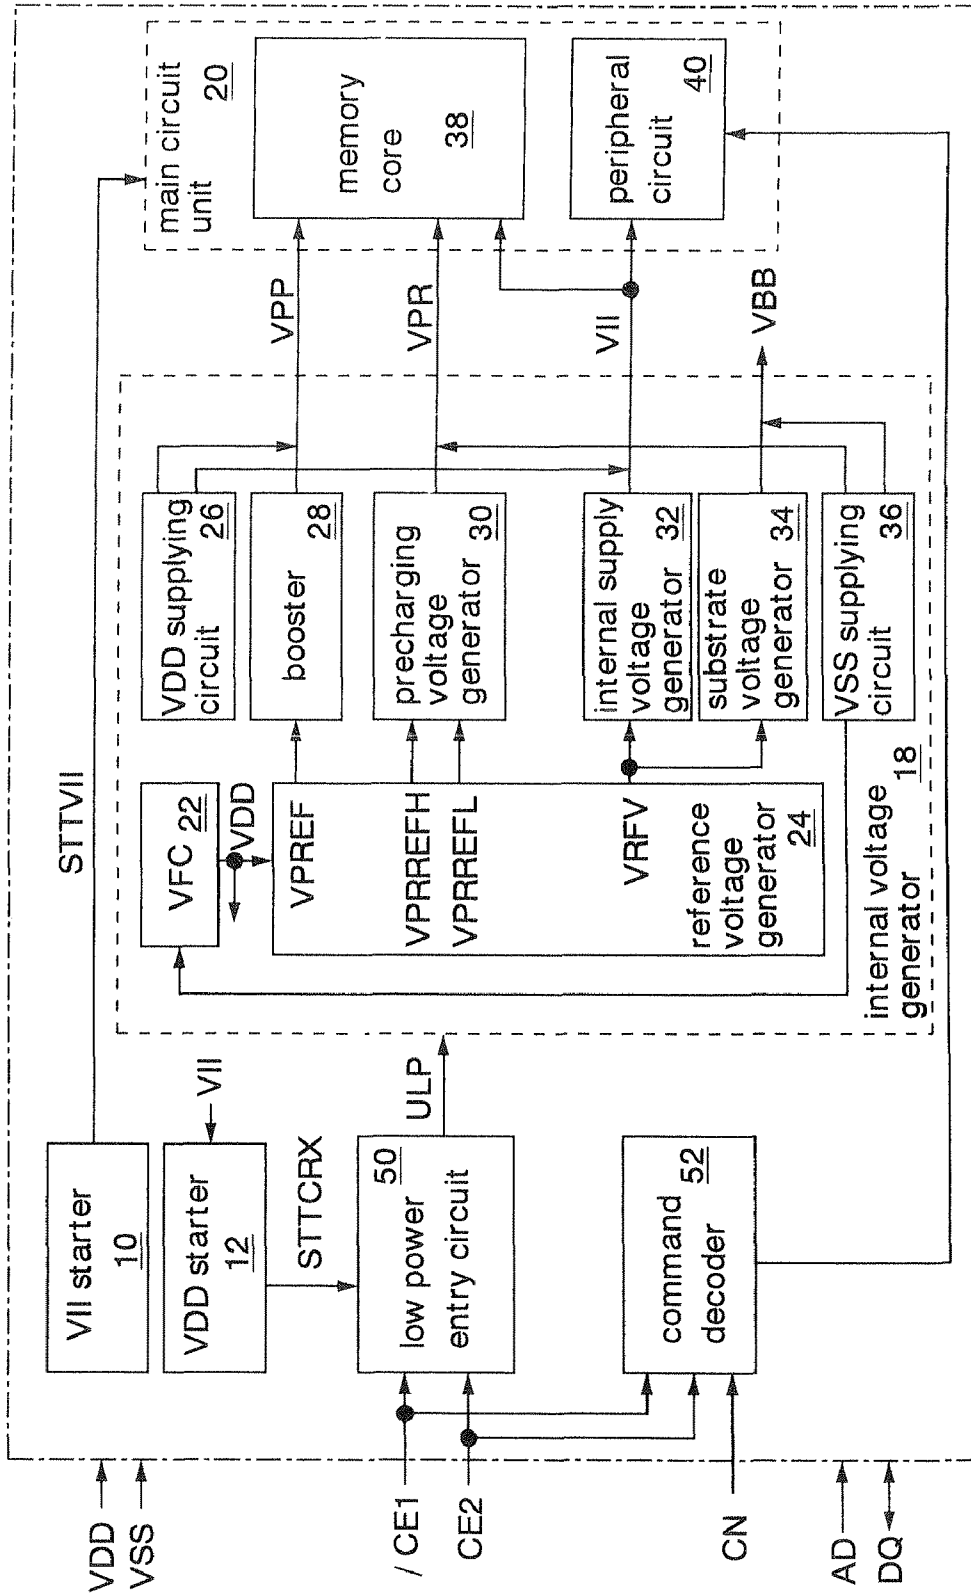 VDD
VSS
/ CE1
CE2
CN
AD
DQ
VII starter
10
VDD starter
12
VII
STTCRX
50
low power
entry circuit
ULP
command
decoder
52
STTVII
VFC 22
VDD
VPREF
VPRREFH
VPRREFL
VRFV
reference
voltage
generator
24
VDD supplying
circuit
26
booster
28
precharging
voltage
generator
30
internal supply
voltage
generator
32
substrate
voltage
generator
34
VSS supplying
circuit
36
internal voltage
generator
18
VPP
VPR
VII
VBB
main circuit
unit
20
memory
core
38
peripheral
circuit
40